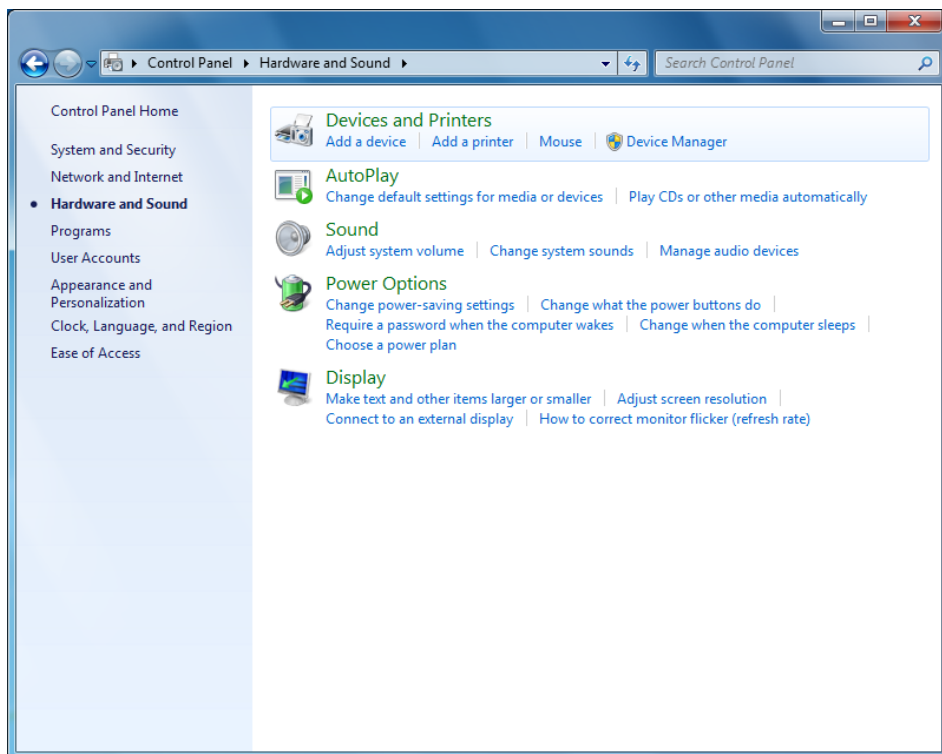 Control Panel Hardware and Sound Search Control Panel
Control Panel Home
System and Security
Network and Internet
Hardware and Sound
Programs
User Accounts
Appearance and
Personalization
Clock, Language, and Region
Ease of Access
Devices and Printers
Add a device Add a printer Mouse Device Manager
AutoPlay
Change default settings for media or devices Play CDs or other media automatically
Sound
Adjust system volume Change system sounds Manage audio devices
Power Options
Change power-saving settings Change what the power buttons do
Require a password when the computer wakes Change when the computer sleeps
Choose a power plan
Display
Make text and other items larger or smaller Adjust screen resolution
Connect to an external display How to correct monitor flicker (refresh rate)